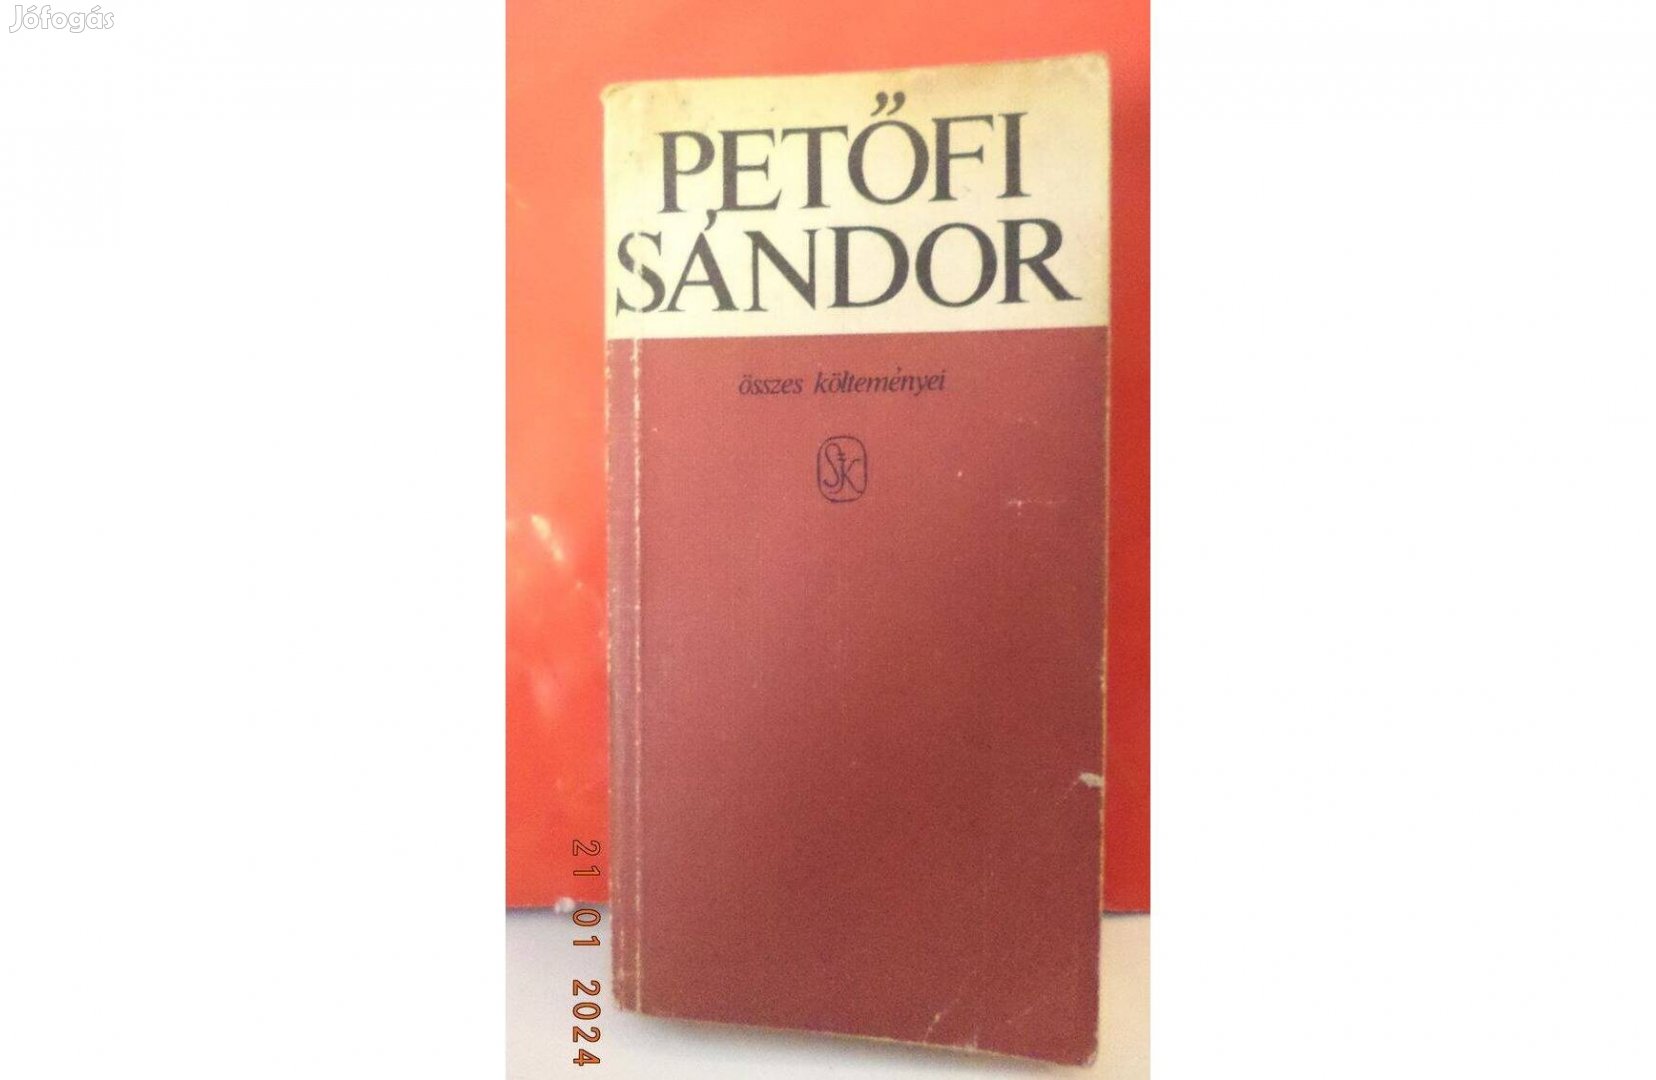 Jófogás
PETŐFI
SÁNDOR
összes költeményei
SzK
21 01 2024